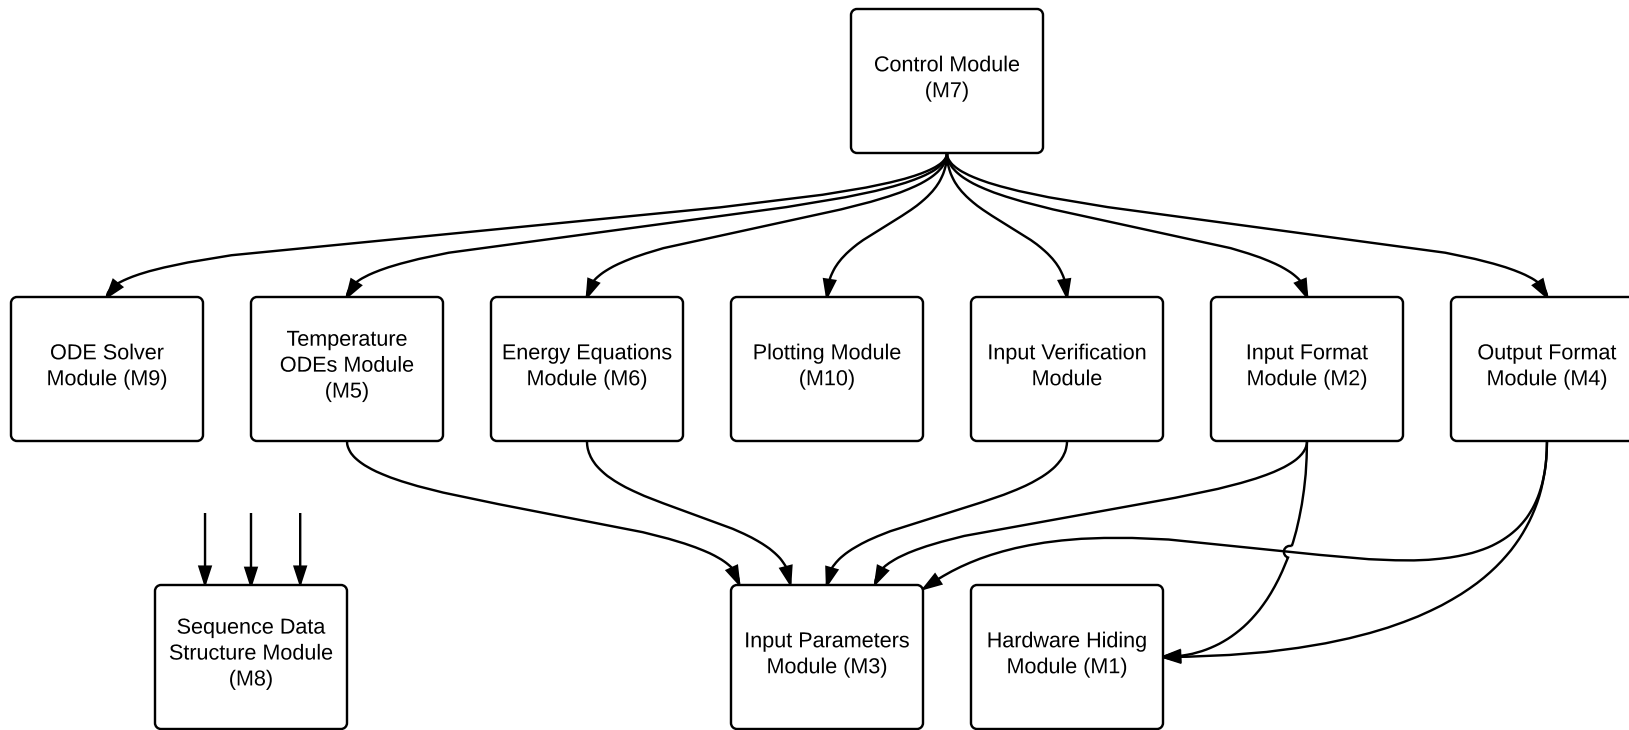 Control Module
(M7)
ODE Solver
Module (M9)
Temperature
ODEs Module
(M5)
Energy Equations
Module (M6)
Plotting Module
(M10)
Input Verification
Module
Input Format
Module (M2)
Output Format
Module (M4)
Sequence Data
Structure Module
(M8)
Input Parameters
Module (M3)
Hardware Hiding
Module (M1)